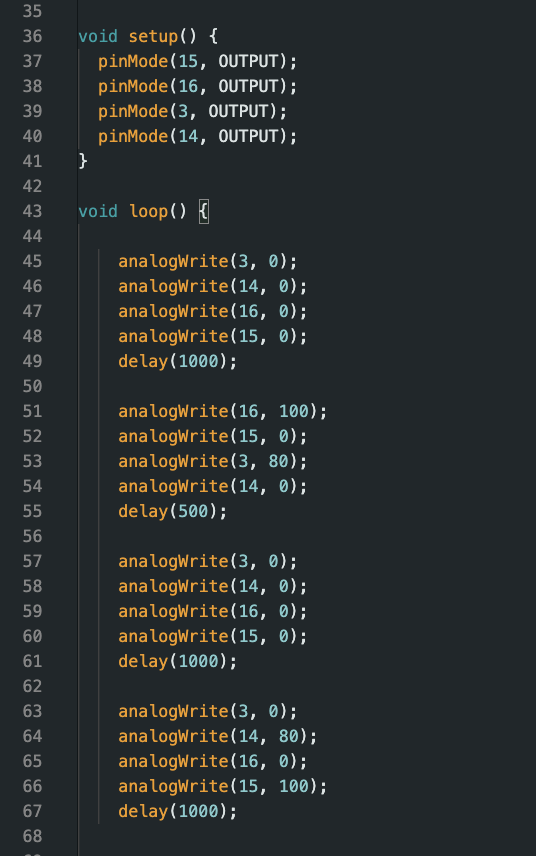 35
36 void setup() {
37 pinMode(15, OUTPUT);
38 pinMode(16, OUTPUT);
39 pinMode(3, OUTPUT);
40 pinMode(14, OUTPUT);
41 }
42
43 void loop() {
44
45 analogWrite(3, 0);
46 analogWrite(14, 0);
47 analogWrite(16, 0);
48 analogWrite(15, 0);
49 delay(1000);
50
51 analogWrite(16, 100);
52 analogWrite(15, 0);
53 analogWrite(3, 80);
54 analogWrite(14, 0);
55 delay(500);
56
57 analogWrite(3, 0);
58 analogWrite(14, 0);
59 analogWrite(16, 0);
60 analogWrite(15, 0);
61 delay(1000);
62
63 analogWrite(3, 0);
64 analogWrite(14, 80);
65 analogWrite(16, 0);
66 analogWrite(15, 100);
67 delay(1000);
68